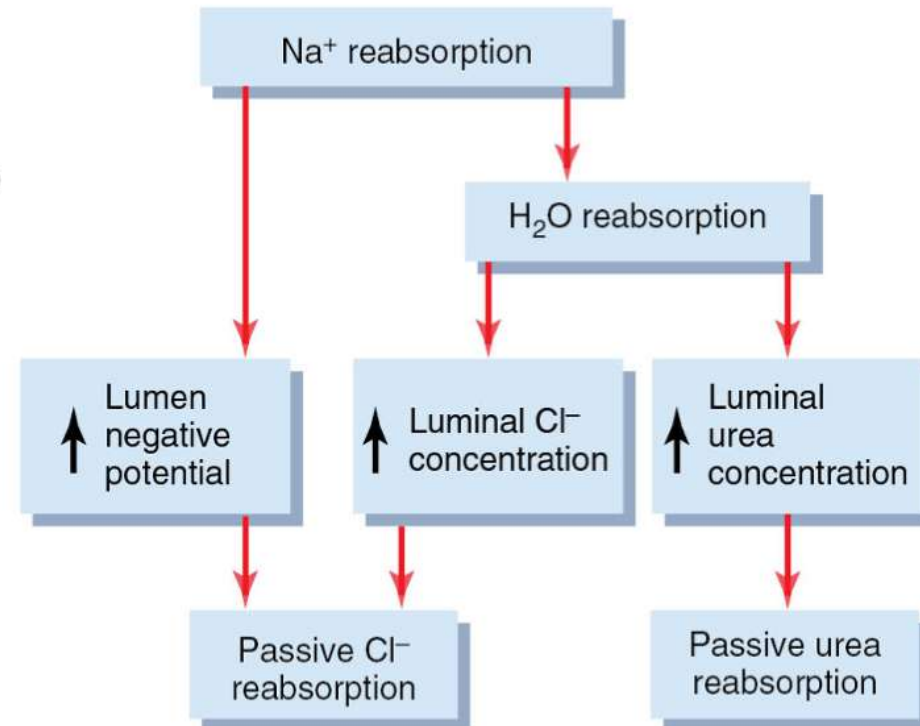 Na⁺ reabsorption
H₂O reabsorption
Lumen
negative
potential
Luminal Cl⁻
concentration
Luminal
urea
concentration
Passive Cl⁻
reabsorption
Passive urea
reabsorption